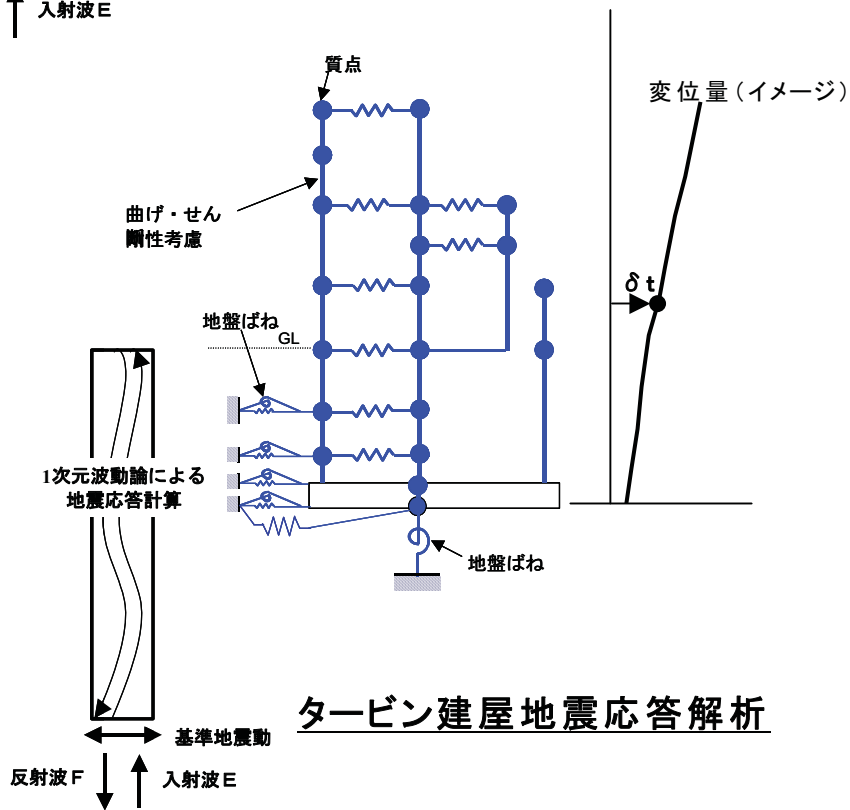 入射波E
質点
変位量(イメージ)
曲げ・せん
剛性考慮
δt
地盤ばね
GL
1次元波動論による
地震応答計算
地盤ばね
タービン建屋地震応答解析
基準地震動
反射波F
入射波E